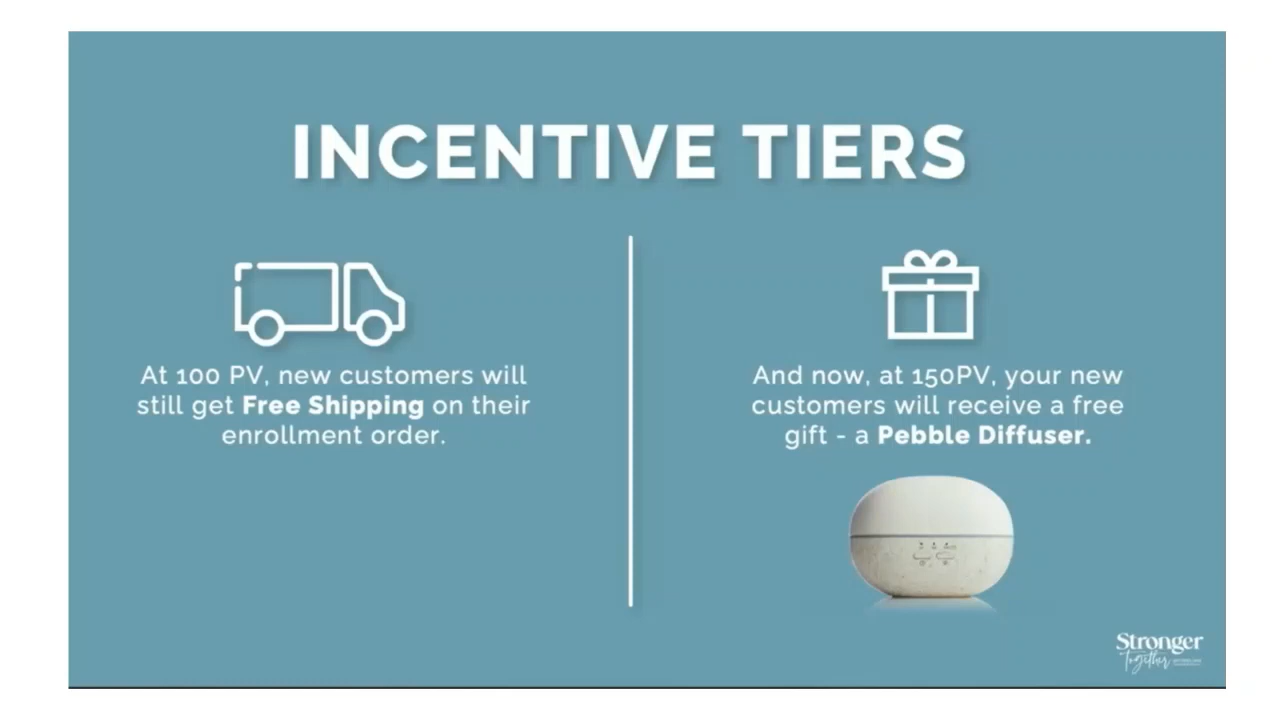 INCENTIVE TIERS
At 100 PV, new customers will
still get Free Shipping on their
enrollment order.
And now, at 150PV, your new
customers will receive a free
gift - a Pebble Diffuser.
Stronger
Together